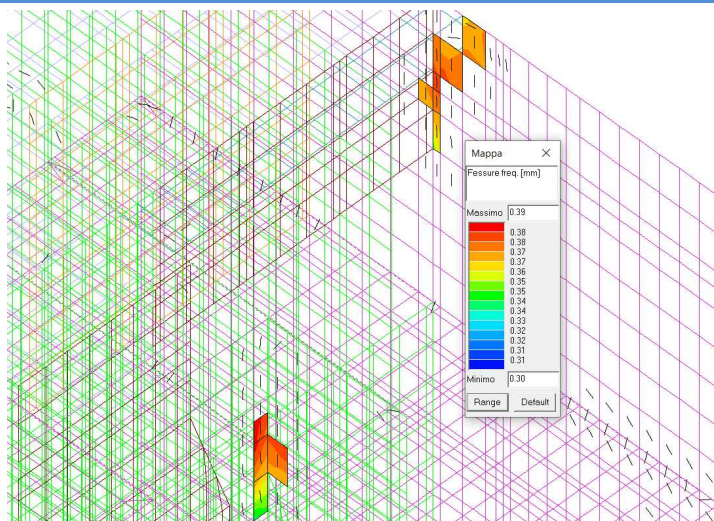 Mappa
Fessure freq. [mm]
Massimo 0.39
0.38
0.38
0.37
0.37
0.36
0.35
0.35
0.34
0.34
0.33
0.32
0.32
0.31
0.31
Minimo 0.30
Range Default